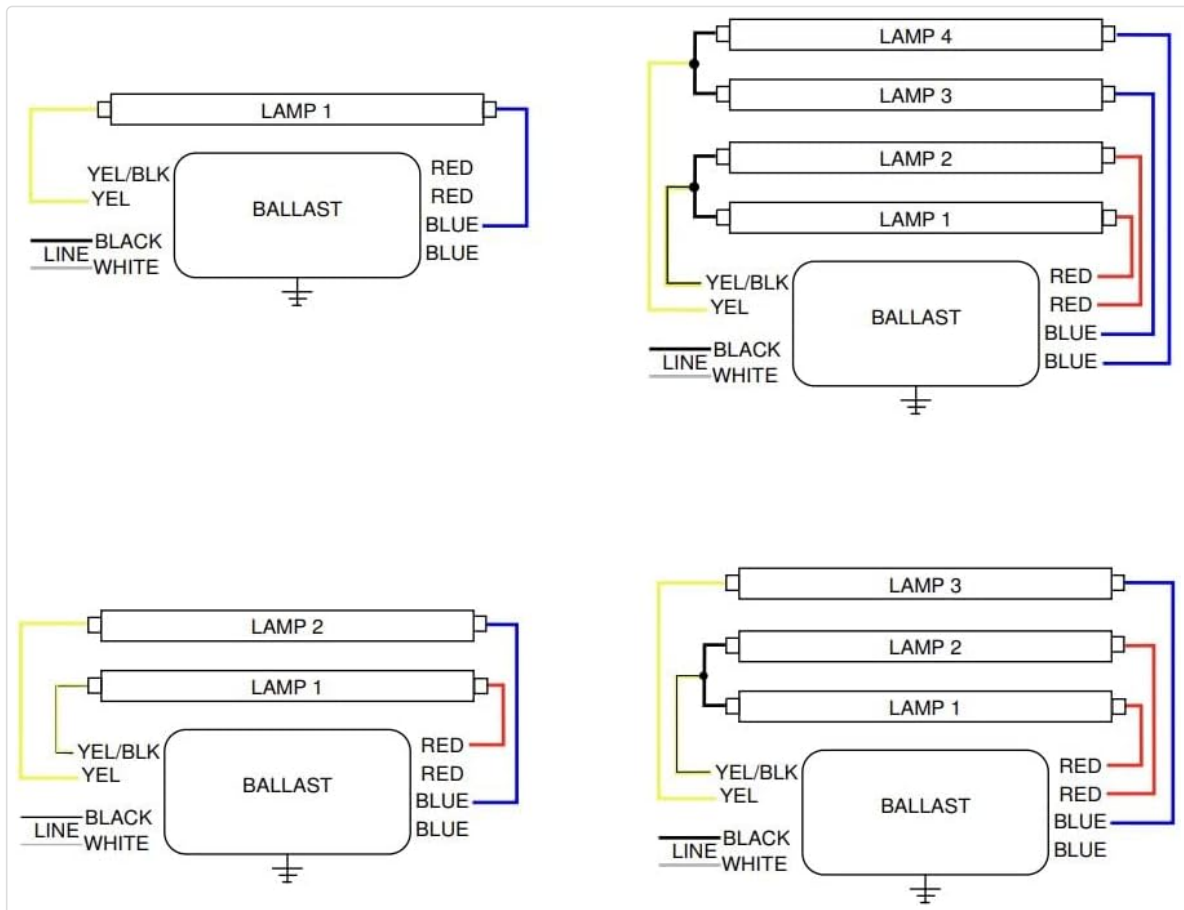 LAMP 1
YEL/BLK
YEL
BALLAST
RED
RED
BLUE
BLUE
LINE
BLACK
WHITE
LAMP 4
LAMP 3
LAMP 2
LAMP 1
YEL/BLK
YEL
BALLAST
RED
RED
BLUE
BLUE
LINE
BLACK
WHITE
LAMP 2
LAMP 1
YEL/BLK
YEL
BALLAST
RED
RED
BLUE
BLUE
LINE
BLACK
WHITE
LAMP 3
LAMP 2
LAMP 1
YEL/BLK
YEL
BALLAST
RED
RED
BLUE
BLUE
LINE
BLACK
WHITE